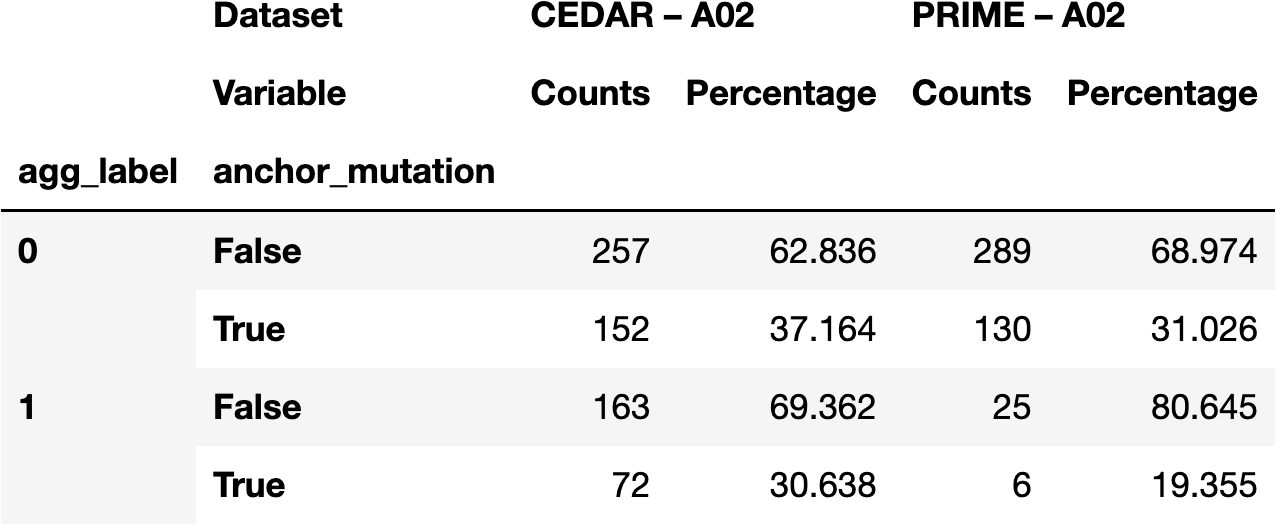 Dataset CEDAR – A02 PRIME – A02
Variable Counts Percentage Counts Percentage
agg_label anchor_mutation
0 False 257 62.836 289 68.974
True 152 37.164 130 31.026
1 False 163 69.362 25 80.645
True 72 30.638 6 19.355